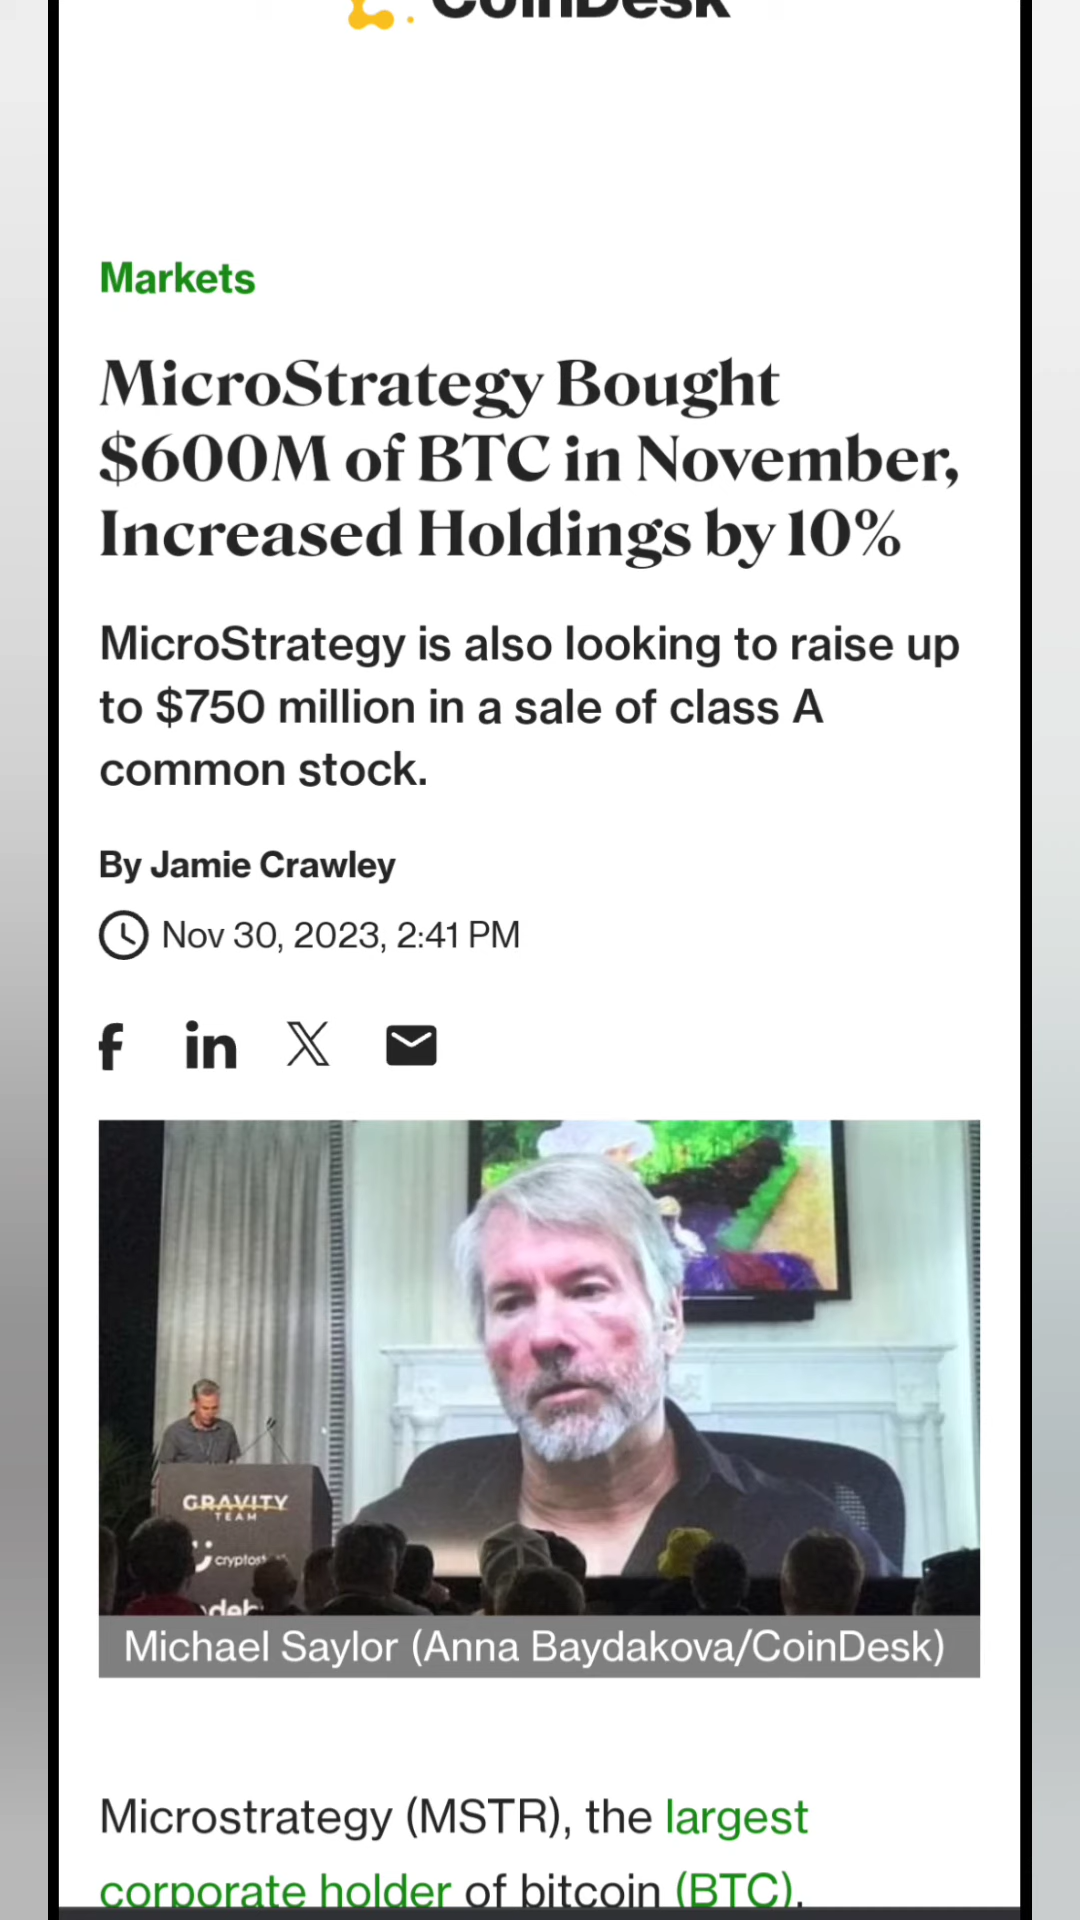 CoinDesk
Markets
MicroStrategy Bought
$600M of BTC in November,
Increased Holdings by 10%
MicroStrategy is also looking to raise up
to $750 million in a sale of class A
common stock.
By Jamie Crawley
Nov 30, 2023, 2:41 PM
f in X
GRAVITY
TEAM
Michael Saylor (Anna Baydakova/CoinDesk)
Microstrategy (MSTR), the largest
corporate holder of bitcoin (BTC),